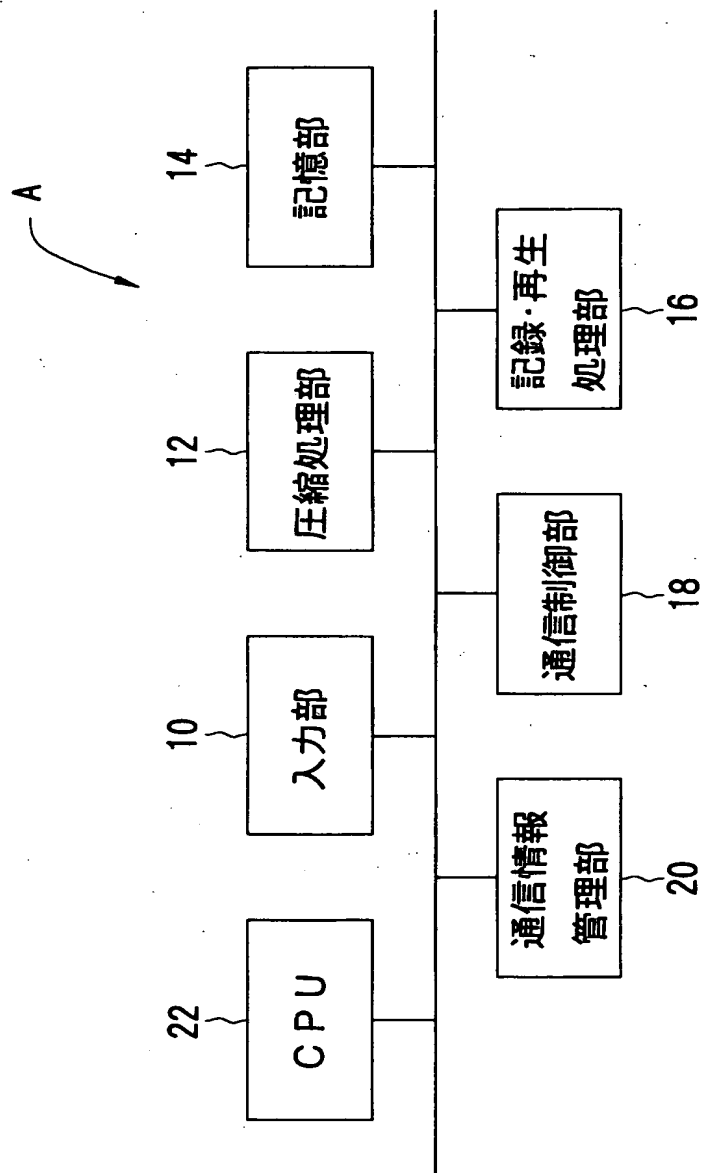 A
22
CPU
10
入力部
12
圧縮処理部
14
記憶部
通信情報
管理部
20
通信制御部
18
記録・再生
処理部
16